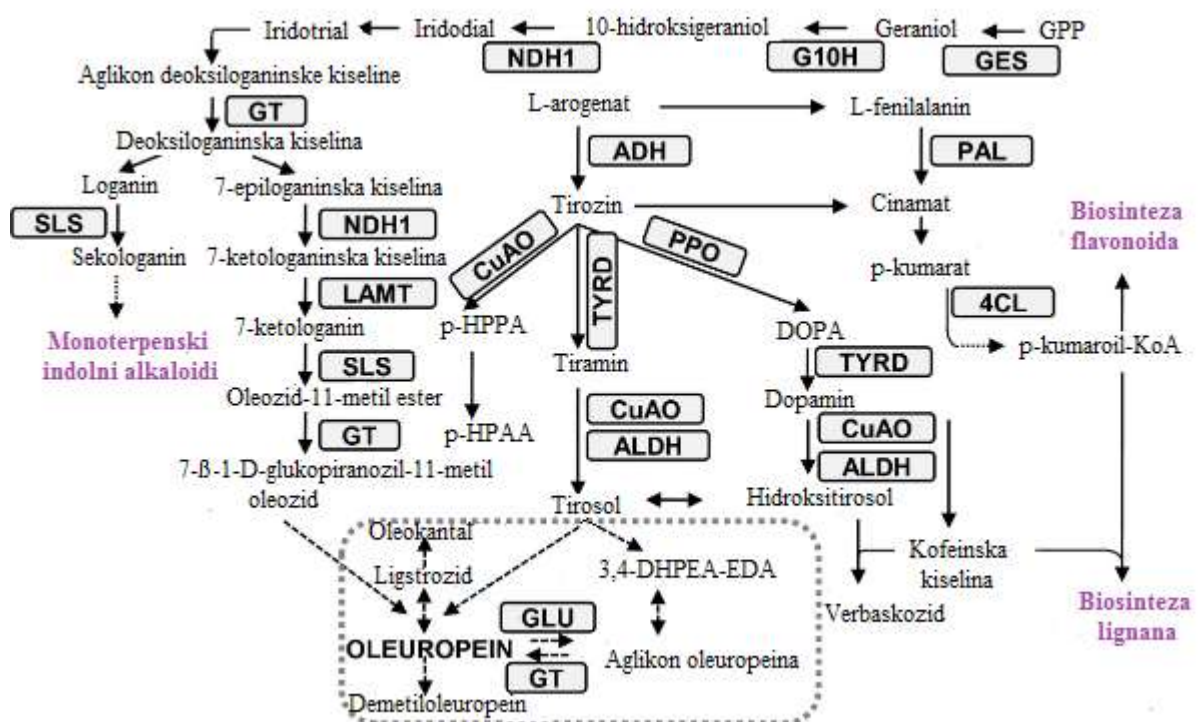 Iridotrial
Iridodial
10-hidroksigeraniol
Geraniol
GPP
NDH1
G10H
GES
Aglikon deoksiloganinske kiseline
GT
L-arogenat
L-fenilalanin
Deoksiloganinska kiselina
ADH
PAL
Loganin
7-epiloganinska kiselina
Tirozin
Cinamat
SLS
NDH1
CuAO
TYRD
PPO
Biosinteza
flavonoida
Sekologanin
7-ketologaninska kiselina
p-kumarat
LAMT
4CL
Monoterpenski
indolni alkaloidi
7-ketologanin
p-HPPA
DOPA
p-kumaroil-KoA
SLS
Tiramin
TYRD
Oleozid-11-metil ester
Dopamin
GT
p-HPAA
CuAO
ALDH
CuAO
ALDH
7-ß-1-D-glukopiranozil-11-metil
oleozid
Tirosol
Hidroksitirosol
Oleokantal
Ligstrozid
3,4-DHPEA-EDA
Kofeinska
kiselina
GLU
Verbaskozid
Biosinteza
lignana
OLEUROPEIN
Aglikon oleuropeina
GT
Demetiloleuropein